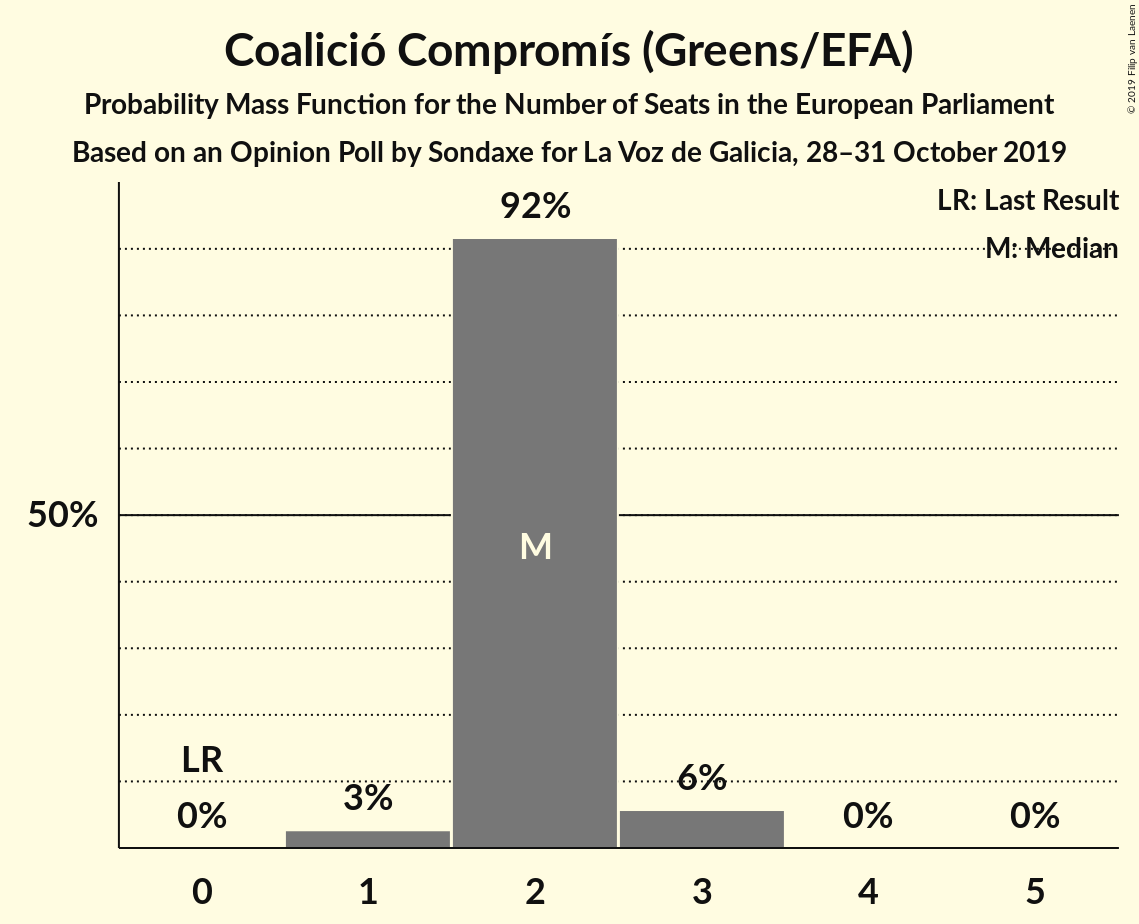 Coalició Compromís (Greens/EFA)
Probability Mass Function for the Number of Seats in the European Parliament
Based on an Opinion Poll by Sondaxe for La Voz de Galicia, 28–31 October 2019
© 2019 Filip van Laenen
LR: Last Result
M: Median
92%
50%
M
LR
0%
3%
6%
0%
0%
0
1
2
3
4
5